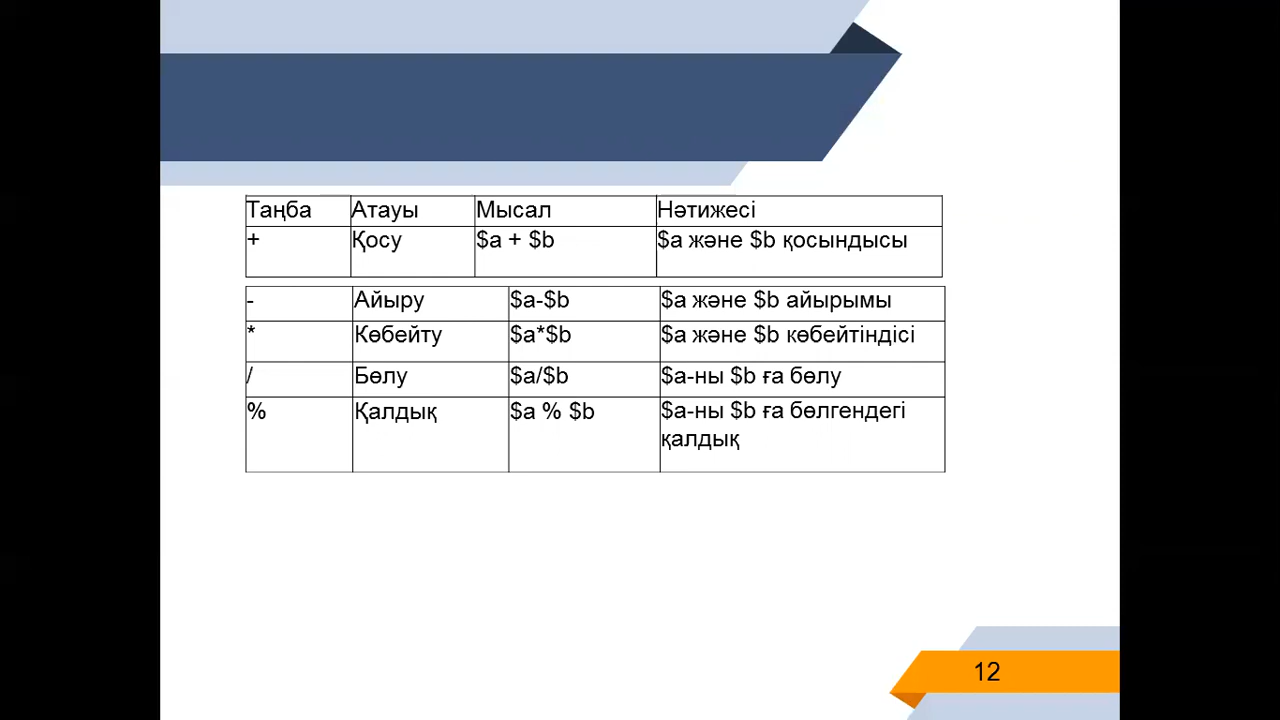 Таңба Атауы Мысал Нәтижесі
+ Қосу $a + $b $a және $b қосындысы
- Айыру $a-$b $a және $b айырымы
* Көбейту $a*$b $a және $b көбейтіндісі
/ Бөлу $a/$b $a-ны $b ға бөлу
% Қалдық $a % $b $a-ны $b ға бөлгендегі
қалдық
12